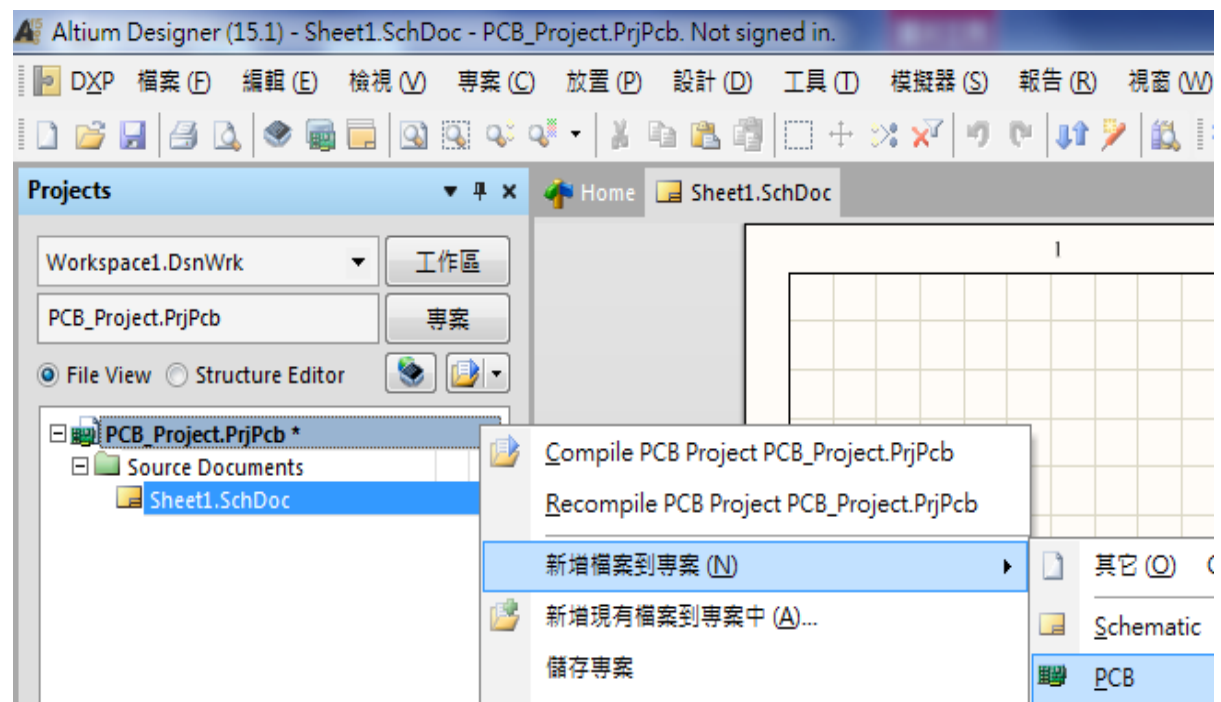 Altium Designer (15.1) - Sheet1.SchDoc - PCB_Project.PrjPcb. Not signed in.
DXP 檔案 (F) 編輯 (E) 檢視 (V) 專案 (C) 放置 (P) 設計 (D) 工具 (T) 模擬器 (S) 報告 (R) 視窗 (W)
Projects
Home Sheet1.SchDoc
Workspace1.DsnWrk 工作區
1
PCB_Project.PrjPcb 專案
File View Structure Editor
PCB_Project.PrjPcb *
Source Documents
Sheet1.SchDoc
Compile PCB Project PCB_Project.PrjPcb
Recompile PCB Project PCB_Project.PrjPcb
新增檔案到專案 (N)
其它 (O)
新增現有檔案到專案中 (A)...
Schematic
儲存專案
PCB